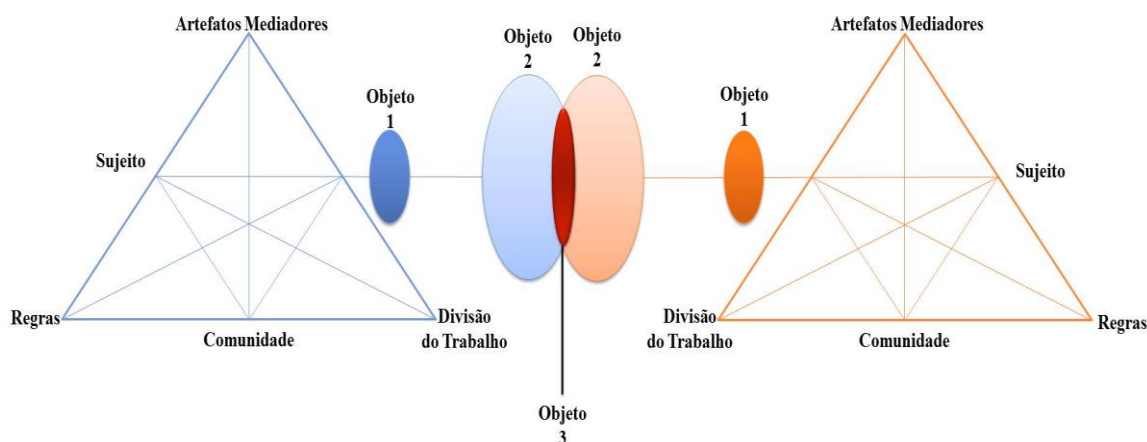 Artefatos Mediadores
Objeto
2
Objeto
2
Artefatos Mediadores
Objeto
1
Objeto
1
Sujeito
Sujeito
Regras
Divisão
do Trabalho
Comunidade
Divisão
do Trabalho
Comunidade
Regras
Objeto
3